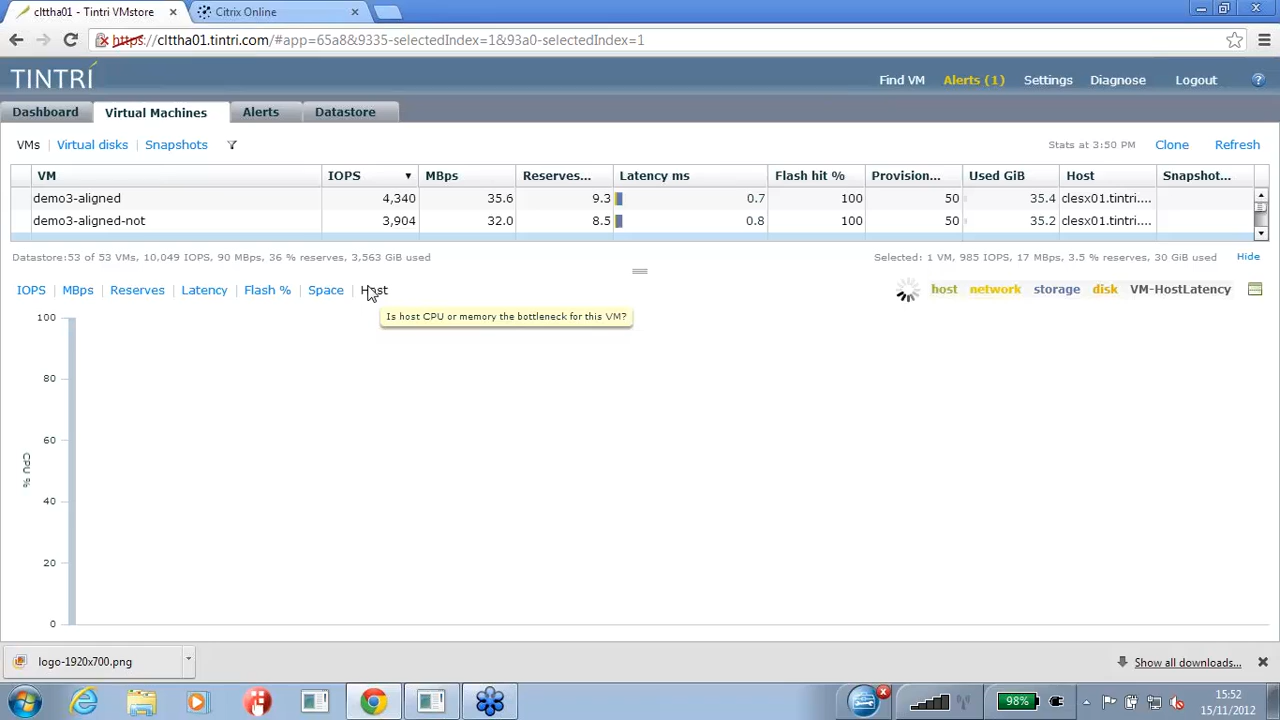 clttha01 - Tintri VMstore
Citrix Online
https://clttha01.tintri.com/#app=65a8&9335-selectedIndex=1&93a0-selectedIndex=1
TINTRI
Find VM
Alerts (1)
Settings
Diagnose
Logout
?
Dashboard
Virtual Machines
Alerts
Datastore
VMs
Virtual disks
Snapshots
Stats at 3:50 PM
Clone
Refresh
VM IOPS MBps Reserves... Latency ms Flash hit % Provision... Used GiB Host Snapshot...
demo3-aligned 4,340 35.6 9.3 0.7 100 50 35.4 clesx01.tintri....
demo3-aligned-not 3,904 32.0 8.5 0.8 100 50 35.2 clesx01.tintri....
Datastore:53 of 53 VMs, 10,049 IOPS, 90 MBps, 36 % reserves, 3,563 GiB used
Selected: 1 VM, 985 IOPS, 17 MBps, 3.5 % reserves, 30 GiB used
Hide
IOPS
MBps
Reserves
Latency
Flash %
Space
Host
host
network
storage
disk
VM-HostLatency
Is host CPU or memory the bottleneck for this VM?
100
80
60
40
20
0
CPU %
logo-1920x700.png
Show all downloads...
98%
15:52
15/11/2012